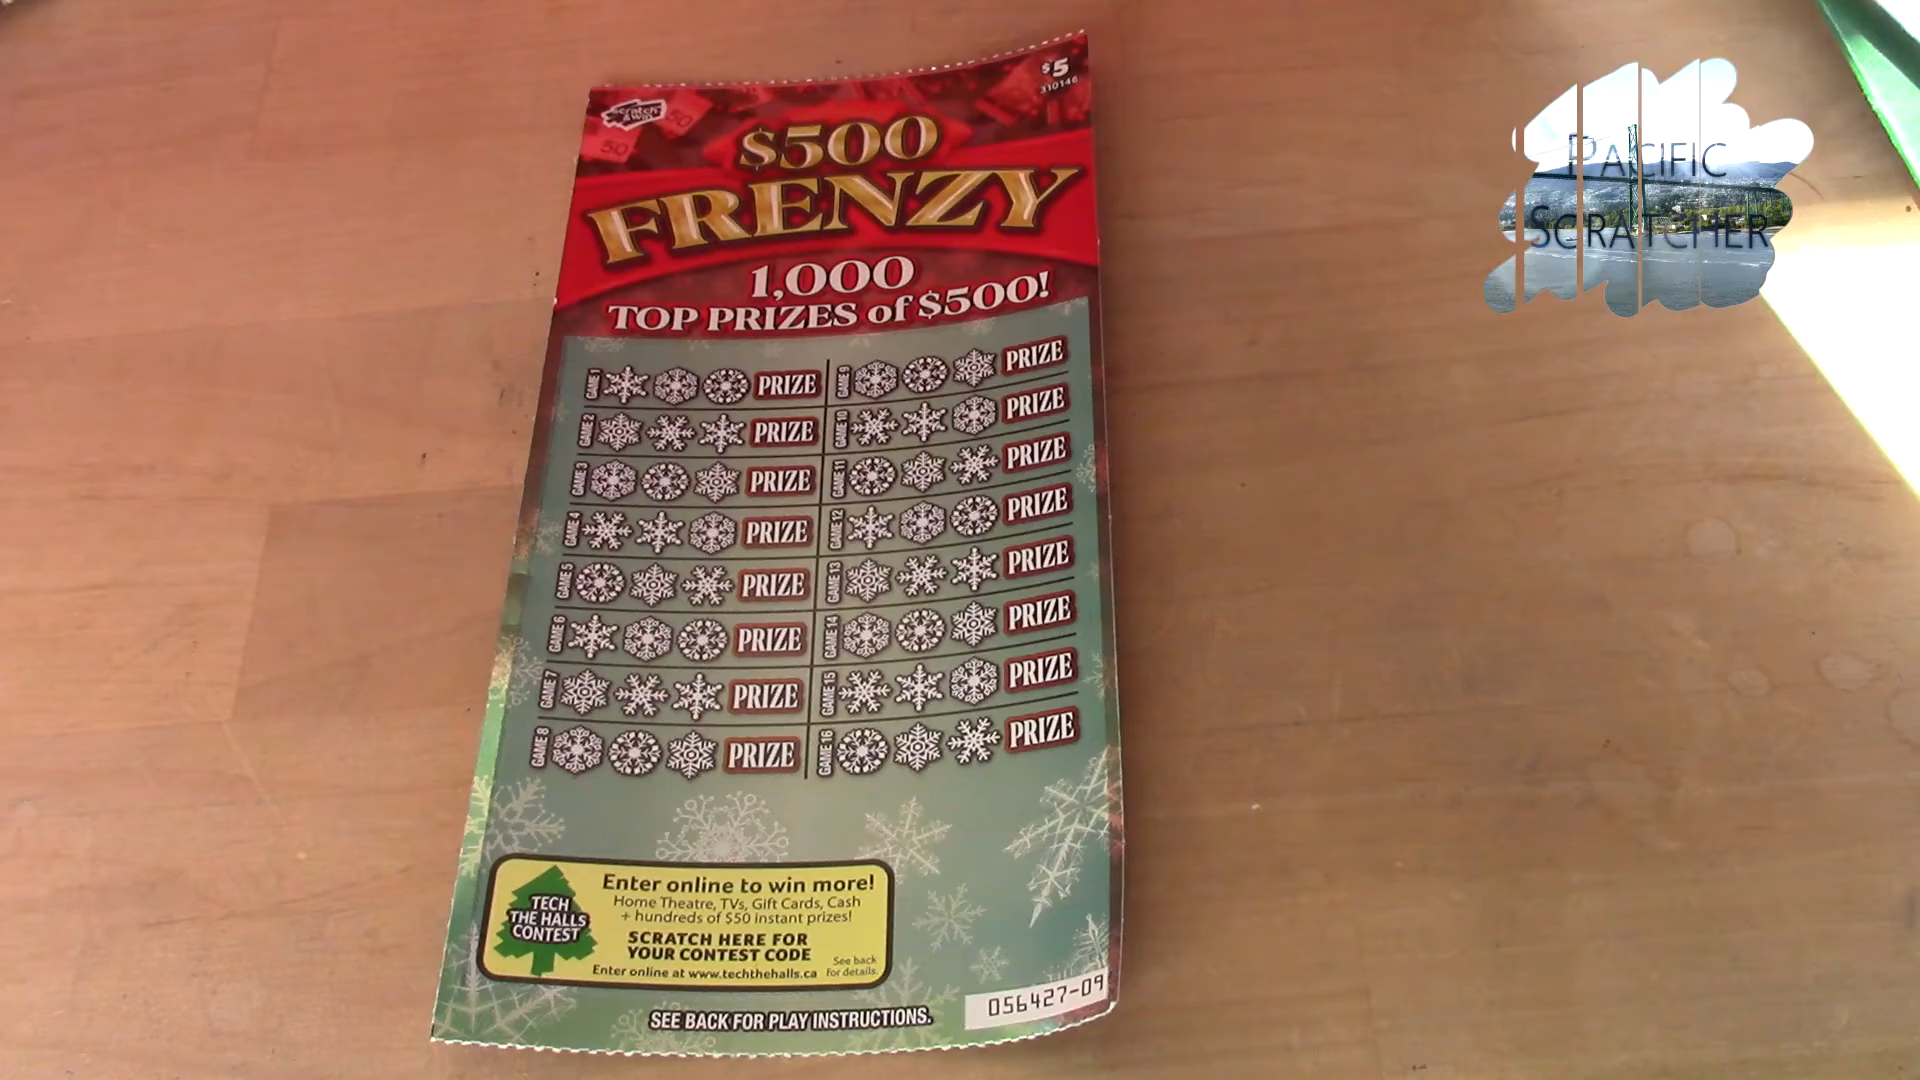 $5
310146
Scratch
& Win
50
50
$500
FRENZY
1,000
TOP PRIZES of $500!
GAME 1 PRIZE
GAME 2 PRIZE
GAME 3 PRIZE
GAME 4 PRIZE
GAME 5 PRIZE
GAME 6 PRIZE
GAME 7 PRIZE
GAME 8 PRIZE
GAME 9 PRIZE
GAME 10 PRIZE
GAME 11 PRIZE
GAME 12 PRIZE
GAME 13 PRIZE
GAME 14 PRIZE
GAME 15 PRIZE
GAME 16 PRIZE
TECH
THE HALLS
CONTEST
Enter online to win more!
Home Theatre, TVs, Gift Cards, Cash
+ hundreds of $50 instant prizes!
SCRATCH HERE FOR
YOUR CONTEST CODE
Enter online at www.techthehalls.ca
See back
for details.
056427-09
SEE BACK FOR PLAY INSTRUCTIONS.
PACIFIC
SCRATCHER